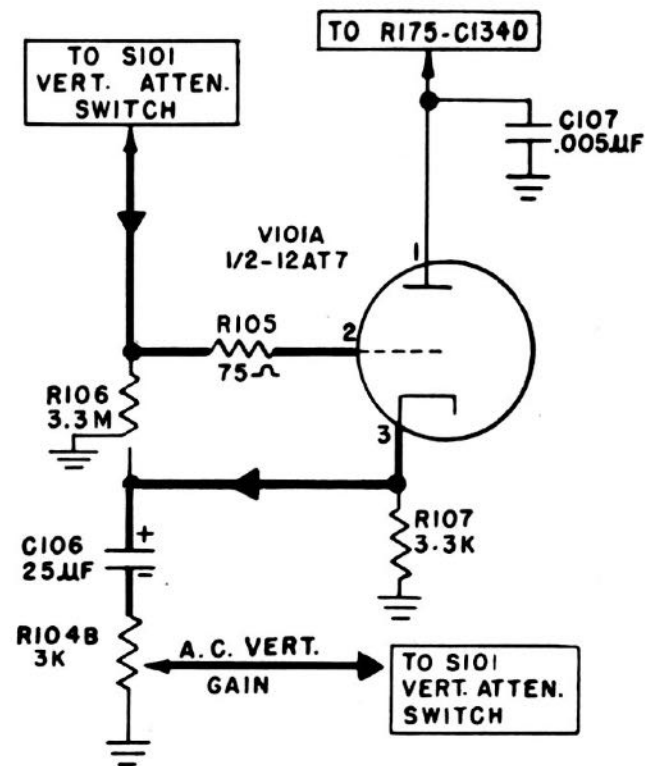 TO S101
VERT. ATTEN.
SWITCH
TO R175-C134D
C107
.005µF
V101A
1/2-12AT7
1
R105
2
75Ω
R106
3.3M
3
C106
25µF
+
-
R107
3.3K
R104B
3K
A.C. VERT.
GAIN
TO S101
VERT. ATTEN.
SWITCH